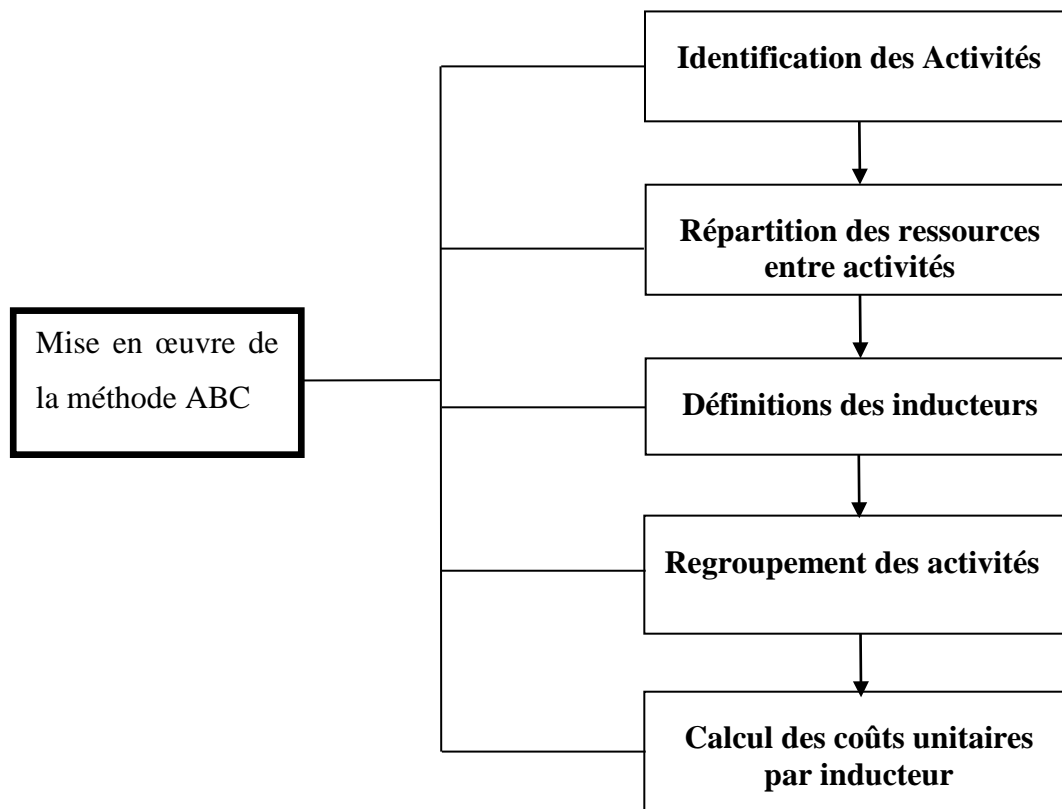 Identification des Activités
Répartition des ressources
entre activités
Mise en œuvre de
la méthode ABC
Définitions des inducteurs
Regroupement des activités
Calcul des coûts unitaires
par inducteur